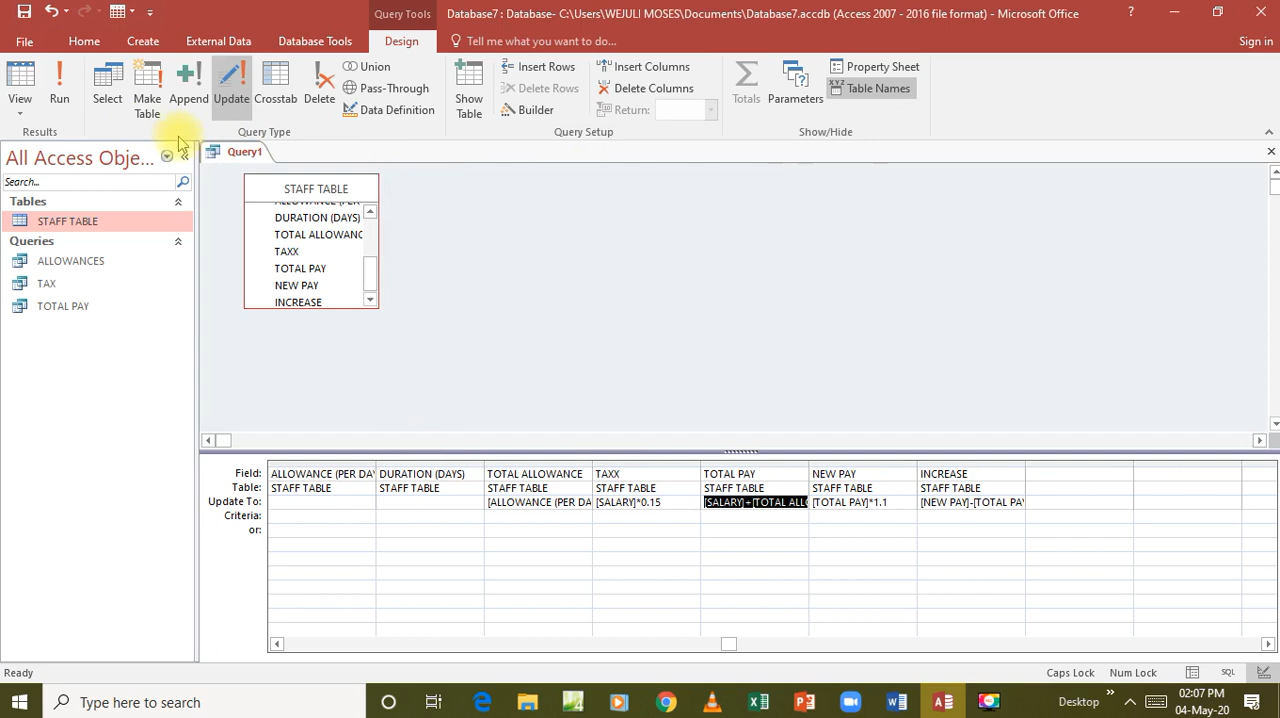 Query Tools
Database7 : Database- C:\Users\WEJULI MOSES\Documents\Database7.accdb (Access 2007 - 2016 file format) - Microsoft Office
?
File Home Create External Data Database Tools Design Tell me what you want to do... Sign in
View Run Select Make Table Append Update Crosstab Delete
Union
Pass-Through
Data Definition
Show Table
Insert Rows
Delete Rows
Builder
Insert Columns
Delete Columns
Return:
Totals Parameters
Property Sheet
XYZ Table Names
Results Query Type Query Setup Show/Hide
All Access Obje...
Search...
Tables
STAFF TABLE
Queries
ALLOWANCES
TAX
TOTAL PAY
Query1
STAFF TABLE
ALLOWANCE (PER
DURATION (DAYS)
TOTAL ALLOWANC
TAXX
TOTAL PAY
NEW PAY
INCREASE
Field: ALLOWANCE (PER DAY DURATION (DAYS) TOTAL ALLOWANCE TAXX TOTAL PAY NEW PAY INCREASE
Table: STAFF TABLE STAFF TABLE STAFF TABLE STAFF TABLE STAFF TABLE STAFF TABLE STAFF TABLE
Update To: [ALLOWANCE (PER DA [SALARY]*0.15 [SALARY]+[TOTAL ALLO [TOTAL PAY]*1.1 [NEW PAY]-[TOTAL PAY
Criteria:
or:
Ready Caps Lock Num Lock SQL
Type here to search Desktop 02:07 PM
04-May-20